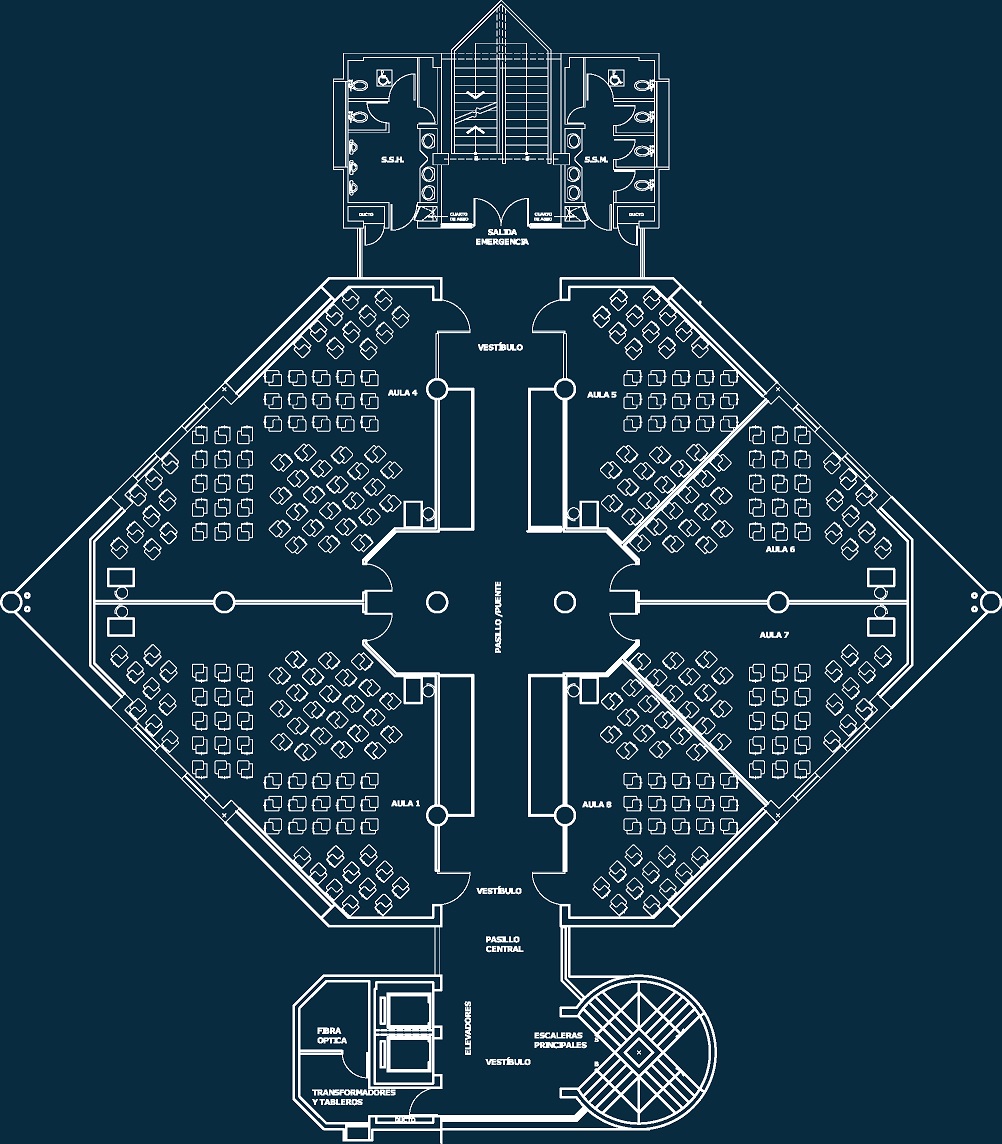 S.S.H.
S.S.M.
DUCTO
CUARTO
DE ASEO
CUARTO
DE ASEO
DUCTO
SALIDA
EMERGENCIA
VESTÍBULO
AULA 4
AULA 5
AULA 6
PASILLO /PUENTE
AULA 7
AULA 1
AULA 8
VESTÍBULO
PASILLO
CENTRAL
ELEVADORES
FIBRA
OPTICA
ESCALERAS
PRINCIPALES
VESTÍBULO
TRANSFORMADORES
Y TABLEROS
DUCTO